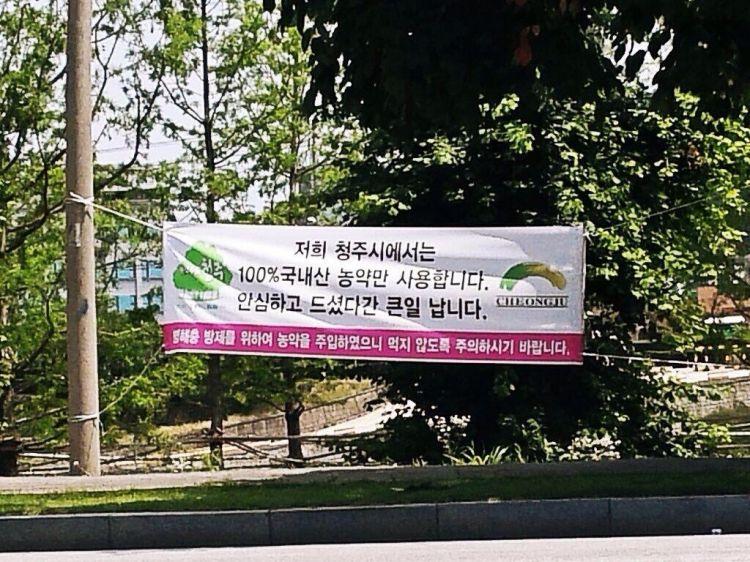 저희 청주시에서는
100%국내산 농약만 사용합니다.
안심하고 드셨다간 큰일 납니다.
CHEONGJU
병해충 방제를 위하여 농약을 주입하였으니 먹지 않도록 주의하시기 바랍니다.